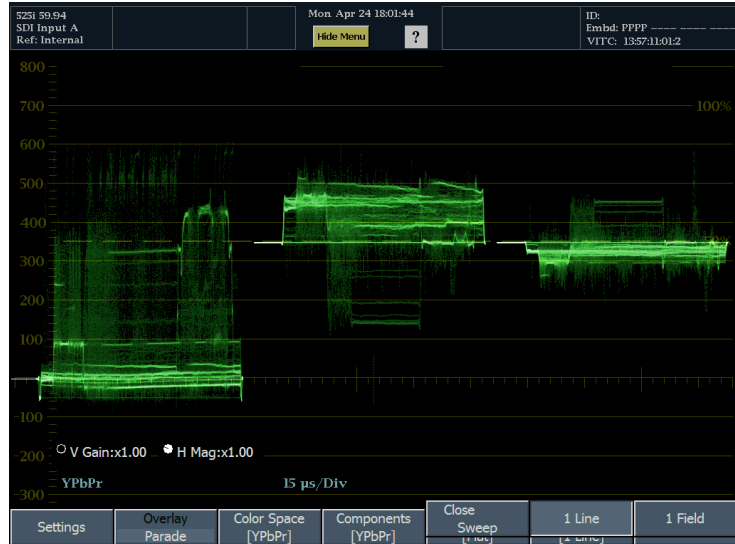 525i 59.94
SDI Input A
Ref: Internal
Mon Apr 24 18:01:44
Hide Menu
?
ID:
Embd: PPPP ---- ---- ----
VITC: 13:57:11:01:2
800
700
100%
600
500
400
300
200
100
-100
V Gain:x1.00
H Mag:x1.00
-200
YPbPr
15 µs/Div
-300
Settings
Overlay
Parade
Color Space
[YPbPr]
Components
[YPbPr]
Close
Sweep
1 Line
1 Field